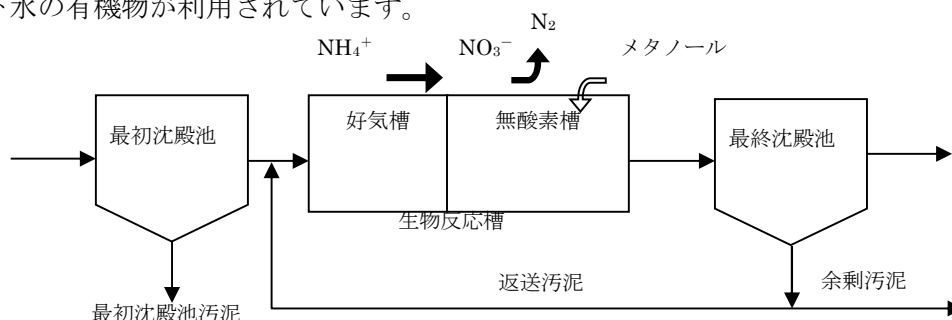 下水の有機物が利用されています。
N₂
NH₄⁺ NO₃⁻ メタノール
最初沈殿池 好気槽 無酸素槽 最終沈殿池
生物反応槽
返送汚泥 余剰汚泥
最初沈殿池汚泥